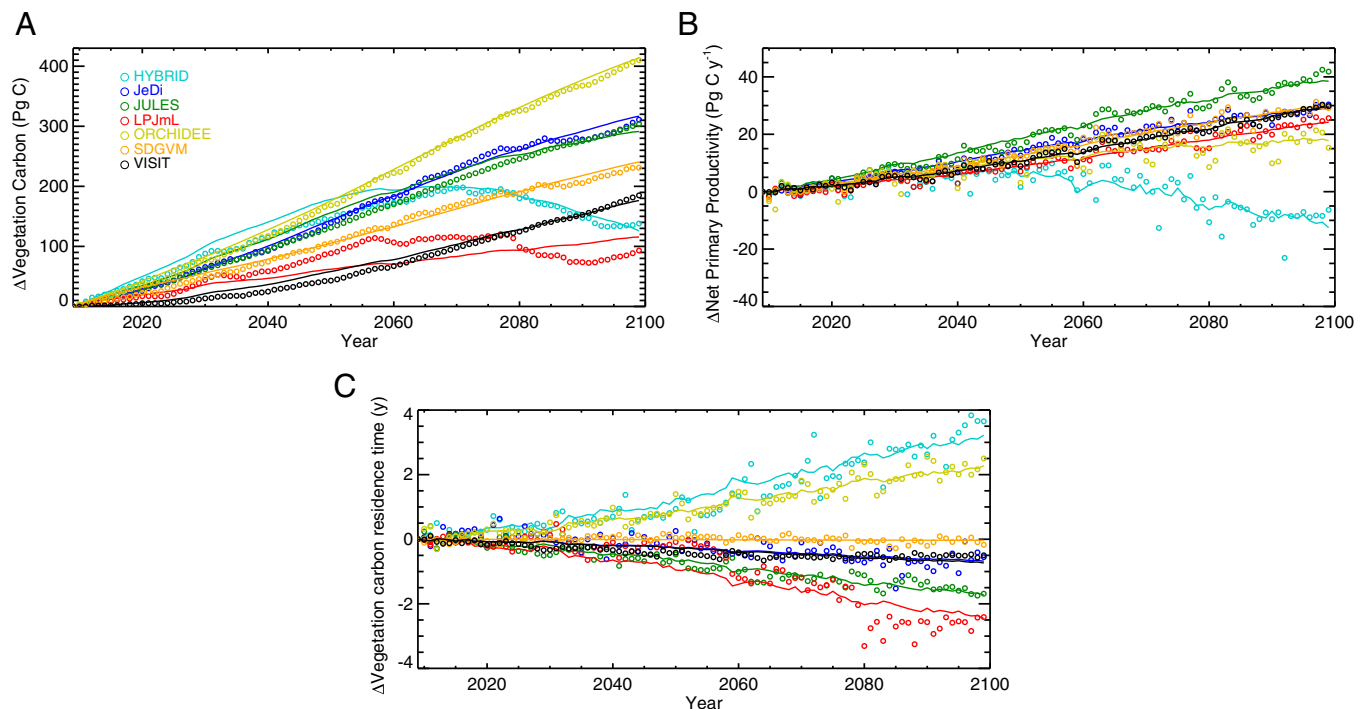 A
ΔVegetation Carbon (Pg C)
400
300
200
100
0
HYBRID
JeDi
JULES
LPJmL
ORCHIDEE
SDGVM
VISIT
2020 2040 2060 2080 2100
Year
B
ΔNet Primary Productivity (Pg C y⁻¹)
40
20
0
-20
-40
2020 2040 2060 2080 2100
Year
C
ΔVegetation carbon residence time (y)
4
2
0
-2
-4
2020 2040 2060 2080 2100
Year